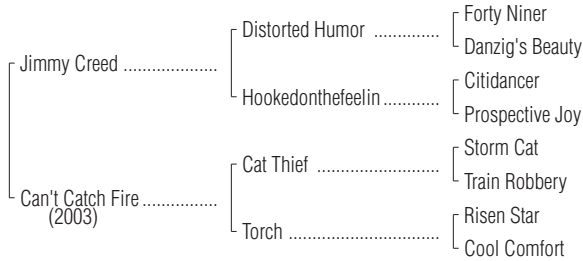 Forty Niner
Distorted Humor ..............
Danzig's Beauty
Jimmy Creed ...................
Citidancer
Hookedonthefeelin ............
Prospective Joy
Storm Cat
Cat Thief .......................
Train Robbery
Can't Catch Fire ...............
(2003)
Risen Star
Torch ..............................
Cool Comfort